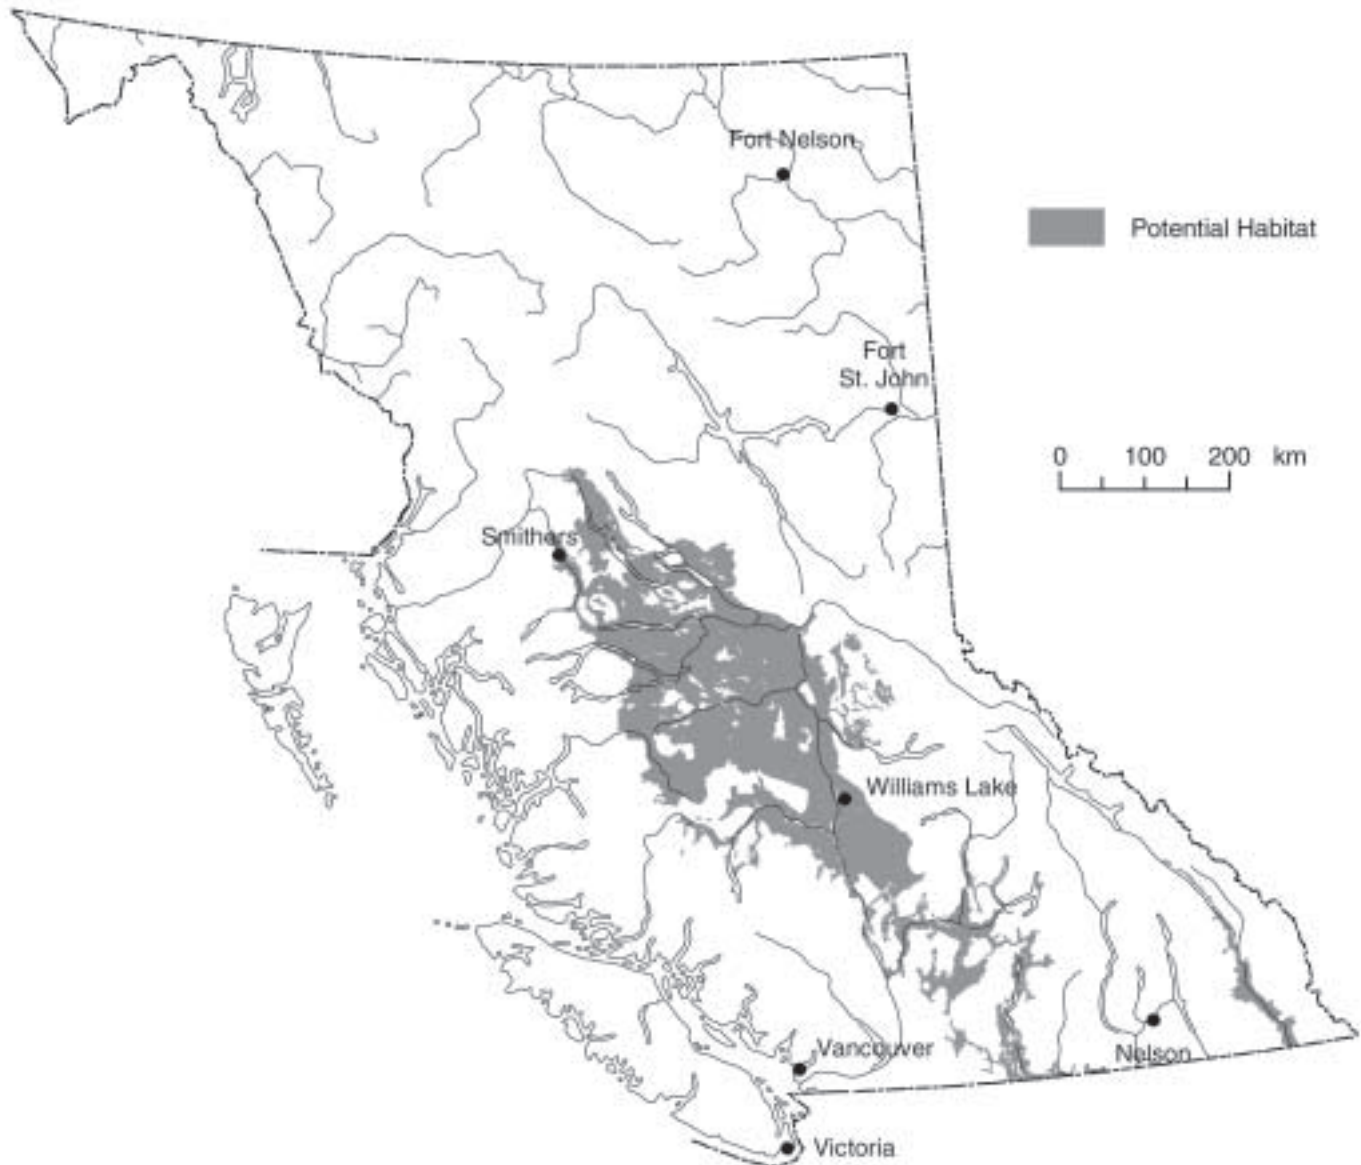 Fort Nelson
Potential Habitat
Fort
St. John
0 100 200 km
Smithers
Williams Lake
Vancouver
Nelson
Victoria